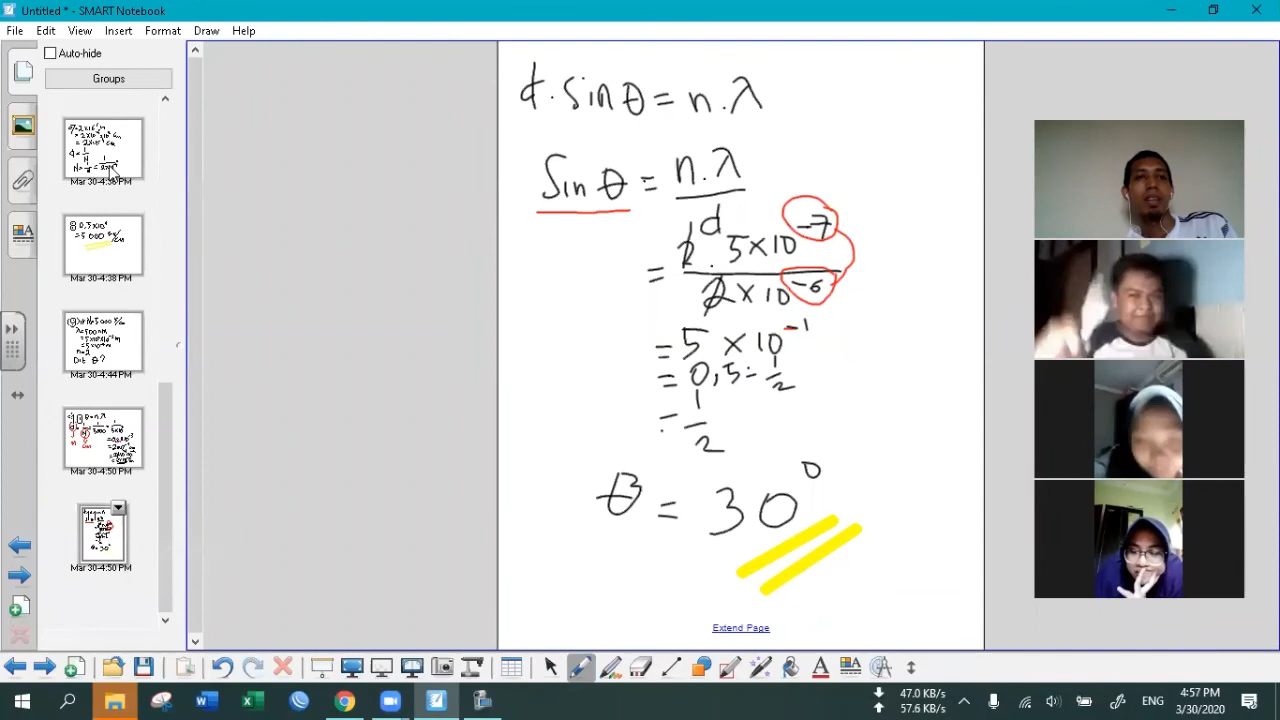 Untitled * - SMART Notebook
File Edit View Insert Format Draw Help
Auto-hide
Groups
Mar 30-4:38 PM
Mar 30-4:44 PM
Mar 30-4:50 PM
Mar 30-4:50 PM
d. sin θ = n. λ
Sin θ = n. λ
d
= 2. 5 × 10 -7
2 × 10 -6
= 5 × 10 -1
= 0,5 = 1/2
= 1/2
θ = 30°
Extend Page
47.0 KB/s
57.6 KB/s
ENG
4:57 PM
3/30/2020